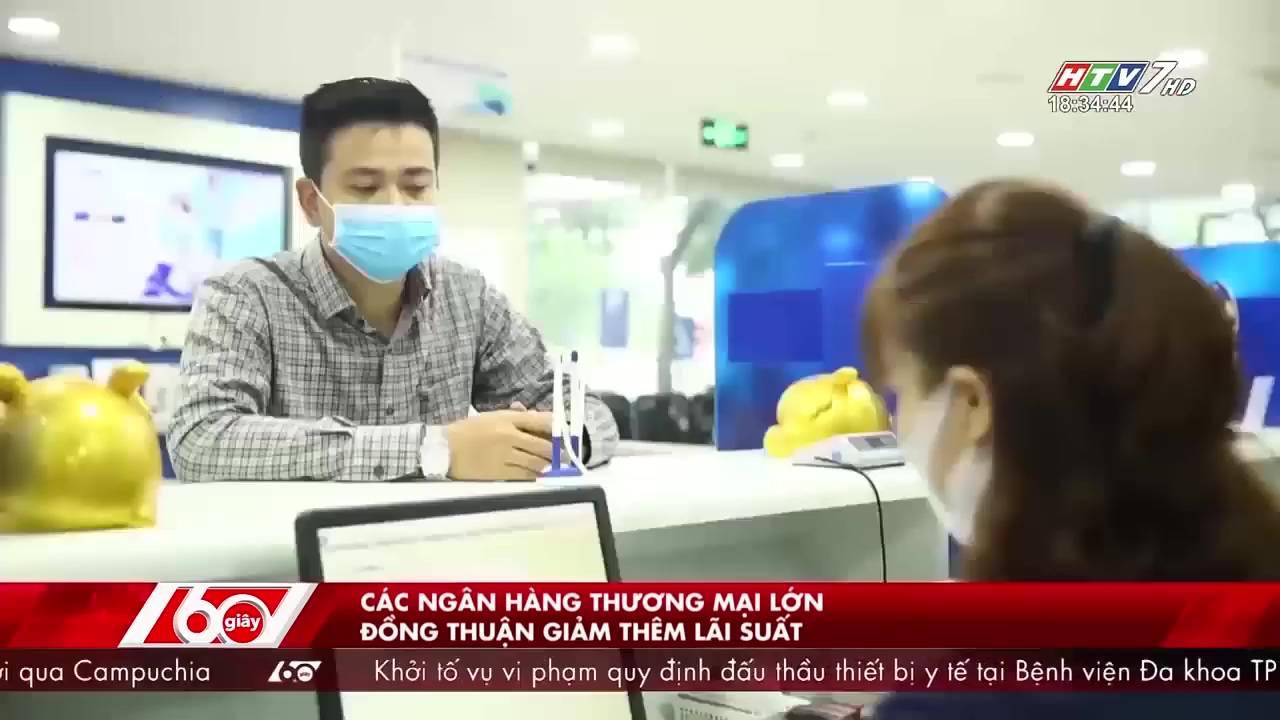 HTV7 HD
18:34:44
60 giây
CÁC NGÂN HÀNG THƯƠNG MẠI LỚN
ĐỒNG THUẬN GIẢM THÊM LÃI SUẤT
qua Campuchia 60 Khởi tố vụ vi phạm quy định đấu thầu thiết bị y tế tại Bệnh viện Đa khoa TP